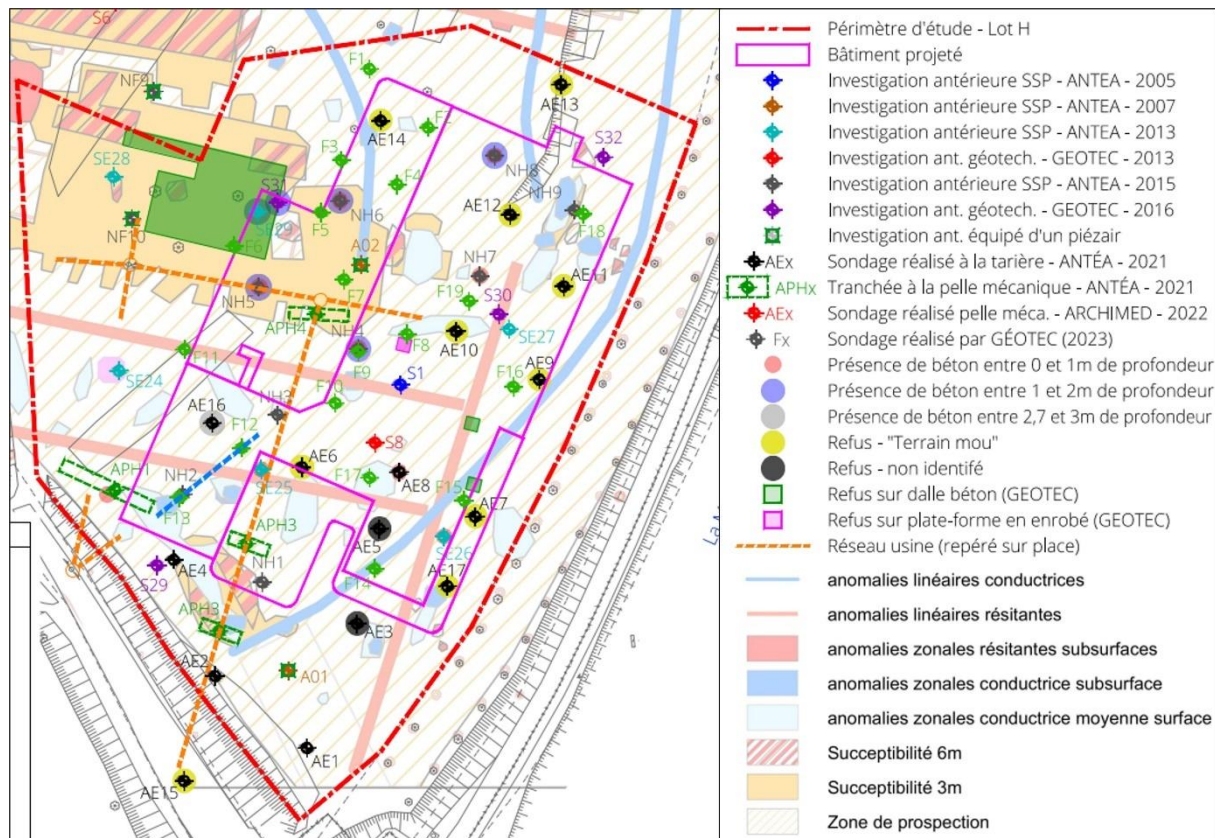 S6
F1
NF9
AE13
AE14
F2
SE28
F3
S32
NH8
S31
F4
NH9
AE12
NF10
SE29
F5
NH6
F18
F6
A02
NH7
AE11
NH5
F7
F19
S30
APH4
NH4
SE27
F11
F8
AE10
F9
AE9
SE24
S1
F16
F10
AE16
NH3
F12
S8
AE6
APH1
NH2
SE25
F17
AE8
F15
F13
AE7
APH3
AE5
SE26
AE4
S29
NH1
F14
AE17
APH3
AE3
AE2
A01
AE1
AE15
Périmètre d'étude - Lot H
Bâtiment projeté
Investigation antérieure SSP - ANTEA - 2005
Investigation antérieure SSP - ANTEA - 2007
Investigation antérieure SSP - ANTEA - 2013
Investigation ant. géotech. - GEOTEC - 2013
Investigation antérieure SSP - ANTEA - 2015
Investigation ant. géotech. - GEOTEC - 2016
Investigation ant. équipé d'un piézair
AEx Sondage réalisé à la tarière - ANTÉA - 2021
APHx Tranchée à la pelle mécanique - ANTÉA - 2021
AEx Sondage réalisé pelle méca. - ARCHIMED - 2022
Fx Sondage réalisé par GÉOTEC (2023)
Présence de béton entre 0 et 1m de profondeur
Présence de béton entre 1 et 2m de profondeur
Présence de béton entre 2,7 et 3m de profondeur
Refus - "Terrain mou"
Refus - non identifé
Refus sur dalle béton (GEOTEC)
Refus sur plate-forme en enrobé (GEOTEC)
Réseau usine (repéré sur place)
anomalies linéaires conductrices
anomalies linéaires résitantes
anomalies zonales résitantes subsurfaces
anomalies zonales conductrice subsurface
anomalies zonales conductrice moyenne surface
Succeptibilité 6m
Succeptibilité 3m
Zone de prospection